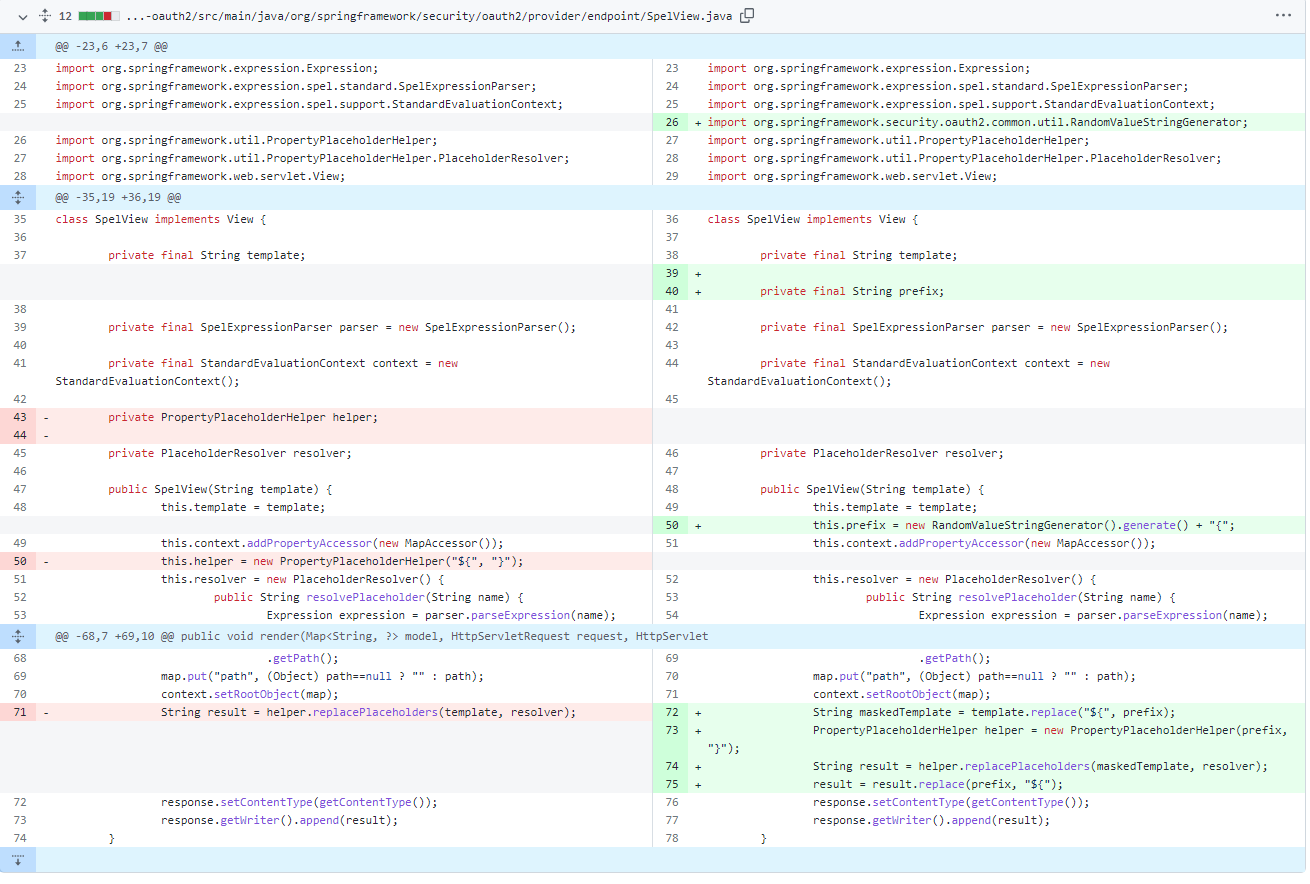 12 ...-oauth2/src/main/java/org/springframework/security/oauth2/provider/endpoint/SpelView.java
@@ -23,6 +23,7 @@
23 import org.springframework.expression.Expression; 23 import org.springframework.expression.Expression;
24 import org.springframework.expression.spel.standard.SpelExpressionParser; 24 import org.springframework.expression.spel.standard.SpelExpressionParser;
25 import org.springframework.expression.spel.support.StandardEvaluationContext; 25 import org.springframework.expression.spel.support.StandardEvaluationContext;
26 + import org.springframework.security.oauth2.common.util.RandomValueStringGenerator;
26 import org.springframework.util.PropertyPlaceholderHelper; 27 import org.springframework.util.PropertyPlaceholderHelper;
27 import org.springframework.util.PropertyPlaceholderHelper.PlaceholderResolver; 28 import org.springframework.util.PropertyPlaceholderHelper.PlaceholderResolver;
28 import org.springframework.web.servlet.View; 29 import org.springframework.web.servlet.View;
@@ -35,19 +36,19 @@
35 class SpelView implements View { 36 class SpelView implements View {
36 37
37 private final String template; 38 private final String template;
39 +
40 + private final String prefix;
38 41
39 private final SpelExpressionParser parser = new SpelExpressionParser(); 42 private final SpelExpressionParser parser = new SpelExpressionParser();
40 43
41 private final StandardEvaluationContext context = new 44 private final StandardEvaluationContext context = new
StandardEvaluationContext(); StandardEvaluationContext();
42 45
43 - private PropertyPlaceholderHelper helper;
44 -
45 private PlaceholderResolver resolver; 46 private PlaceholderResolver resolver;
46 47
47 public SpelView(String template) { 48 public SpelView(String template) {
48 this.template = template; 49 this.template = template;
50 + this.prefix = new RandomValueStringGenerator().generate() + "{";
49 this.context.addPropertyAccessor(new MapAccessor()); 51 this.context.addPropertyAccessor(new MapAccessor());
50 - this.helper = new PropertyPlaceholderHelper("${", "}");
51 this.resolver = new PlaceholderResolver() { 52 this.resolver = new PlaceholderResolver() {
52 public String resolvePlaceholder(String name) { 53 public String resolvePlaceholder(String name) {
53 Expression expression = parser.parseExpression(name); 54 Expression expression = parser.parseExpression(name);
@@ -68,7 +69,10 @@ public void render(Map<String, ?> model, HttpServletRequest request, HttpServlet
68 .getPath(); 69 .getPath();
69 map.put("path", (Object) path==null ? "" : path); 70 map.put("path", (Object) path==null ? "" : path);
70 context.setRootObject(map); 71 context.setRootObject(map);
71 - String result = helper.replacePlaceholders(template, resolver); 72 + String maskedTemplate = template.replace("${", prefix);
73 + PropertyPlaceholderHelper helper = new PropertyPlaceholderHelper(prefix,
"}");
74 + String result = helper.replacePlaceholders(maskedTemplate, resolver);
75 + result = result.replace(prefix, "${");
72 response.setContentType(getContentType()); 76 response.setContentType(getContentType());
73 response.getWriter().append(result); 77 response.getWriter().append(result);
74 } 78 }